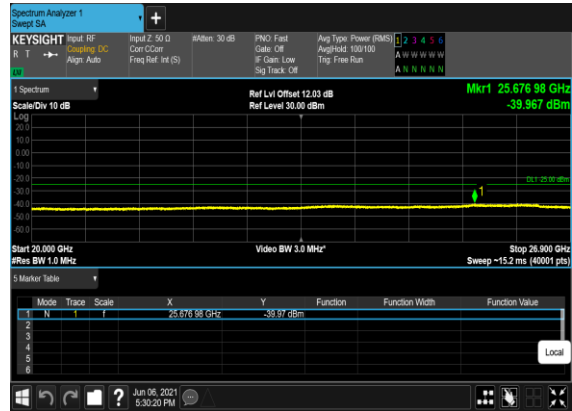 Spectrum Analyzer 1
Swept SA
+
KEYSIGHT Input: RF Input Z: 50 Ω #Atten: 30 dB PNO: Fast Avg Type: Power (RMS) 1 2 3 4 5 6
R T Coupling: DC Corr CCorr Gate: Off Avg|Hold: 100/100 A W W W W W
Align: Auto Freq Ref: Int (S) IF Gain: Low Trig: Free Run A N N N N N
Sig Track: Off
LXI
1 Spectrum Ref Lvl Offset 12.03 dB Mkr1 25.676 98 GHz
Scale/Div 10 dB Ref Level 30.00 dBm -39.967 dBm
Log
20.0
10.0
0.00
-10.0
-20.0 DL1 -25.00 dBm
-30.0 1
-40.0
-50.0
-60.0
Start 20.000 GHz Video BW 3.0 MHz* Stop 26.900 GHz
#Res BW 1.0 MHz Sweep ~15.2 ms (40001 pts)
5 Marker Table
Mode Trace Scale X Y Function Function Width Function Value
1 N 1 f 25.676 98 GHz -39.97 dBm
2
3
4
5
6
Local
? Jun 06, 2021
5:30:20 PM